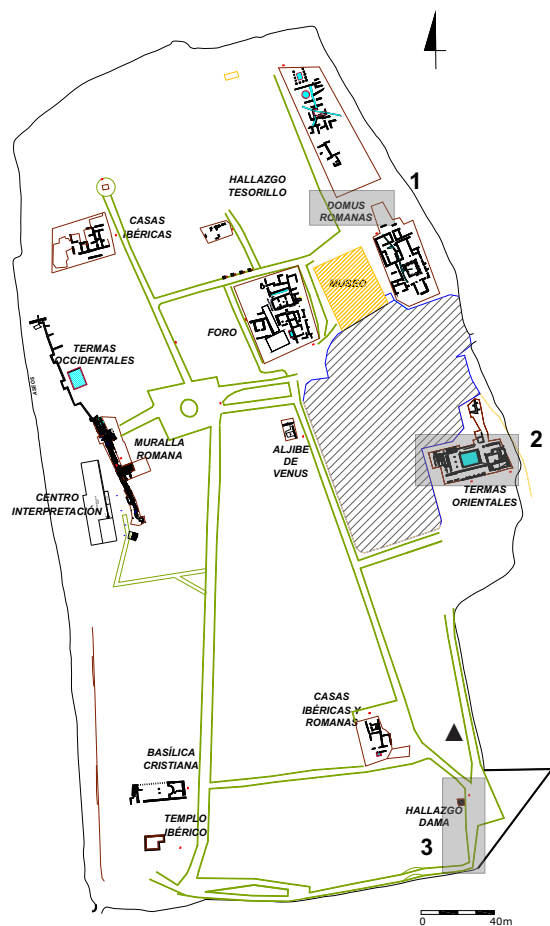 1
HALLAZGO
TESORILLO
DOMUS
ROMANAS
CASAS
IBÉRICAS
MUSEO
FORO
TERMAS
OCCIDENTALES
ACCESO
MURALLA
ROMANA
ALJIBE
DE
VENUS
2
TERMAS
ORIENTALES
CENTRO
INTERPRETACIÓN
CASAS
IBÉRICAS Y
ROMANAS
BASÍLICA
CRISTIANA
TEMPLO
IBÉRICO
HALLAZGO
DAMA
3
0 40m